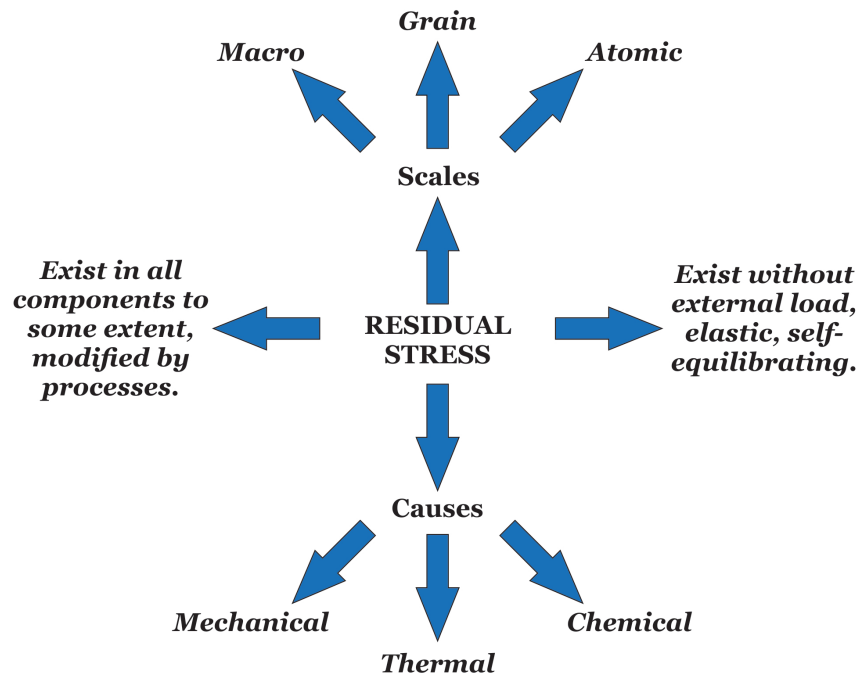 Grain
Macro
Atomic
Scales
Exist in all
components to
some extent,
modified by
processes.
RESIDUAL
STRESS
Exist without
external load,
elastic, self-
equilibrating.
Causes
Mechanical
Thermal
Chemical